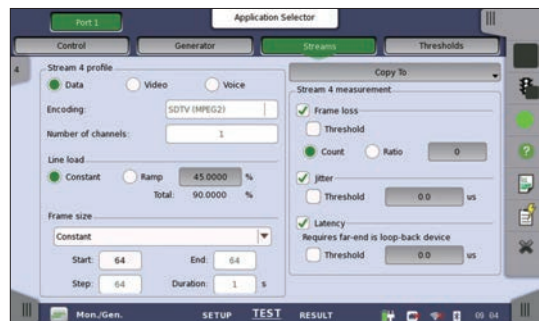 Port 1
Application Selector
Control Generator Streams Thresholds
4
Stream 4 profile
Data Video Voice
Encoding: SDTV (MPEG2)
Number of channels: 1
Line load
Constant Ramp 45.0000 %
Total: 90.0000 %
Frame size
Constant
Start: 64 End: 64
Step: 64 Duration: 1 s
Copy To
Stream 4 measurement
Frame loss
Threshold
Count Ratio 0
Jitter
Threshold 0.0 us
Latency
Requires far-end is loop-back device
Threshold 0.0 us
Mon./Gen. SETUP TEST RESULT 09 04